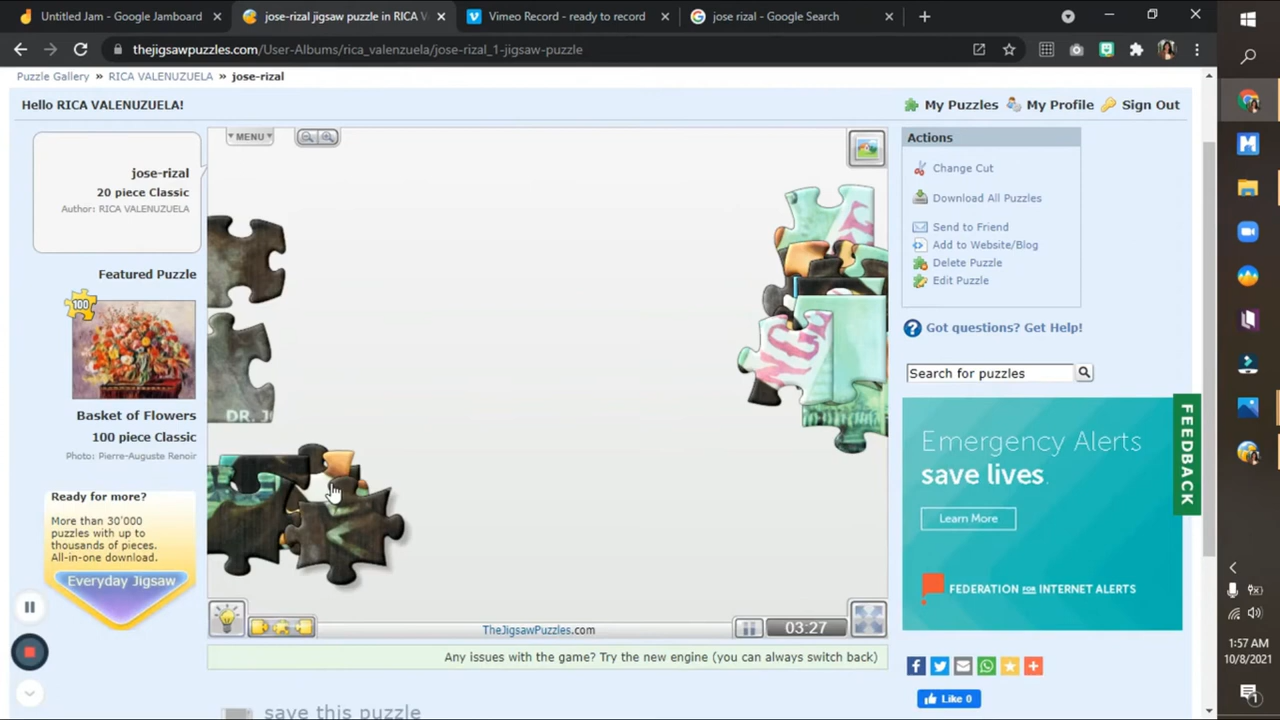 Untitled Jam - Google Jamboard
jose-rizal jigsaw puzzle in RICA V
Vimeo Record - ready to record
jose rizal - Google Search
thejigsawpuzzles.com/User-Albums/rica_valenzuela/jose-rizal_1-jigsaw-puzzle
Puzzle Gallery » RICA VALENUZUELA » jose-rizal
Hello RICA VALENUZUELA!
My Puzzles My Profile Sign Out
jose-rizal
20 piece Classic
Author: RICA VALENUZUELA
Featured Puzzle
100
Basket of Flowers
100 piece Classic
Photo: Pierre-Auguste Renoir
Ready for more?
More than 30'000
puzzles with up to
thousands of pieces.
All-in-one download.
Everyday Jigsaw
MENU
DR. J
NGL
03:27
TheJigsawPuzzles.com
Any issues with the game? Try the new engine (you can always switch back)
save this puzzle
Actions
Change Cut
Download All Puzzles
Send to Friend
Add to Website/Blog
Delete Puzzle
Edit Puzzle
Got questions? Get Help!
Search for puzzles
Emergency Alerts
save lives.
Learn More
FEDERATION FOR INTERNET ALERTS
FEEDBACK
Like 0
1:57 AM
10/8/2021
1